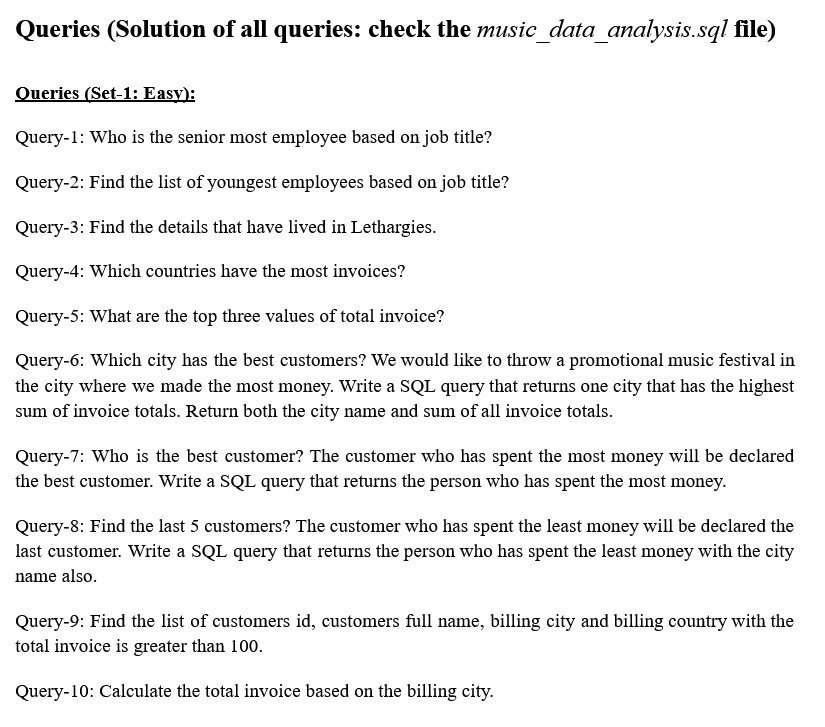 Queries (Solution of all queries: check the music_data_analysis.sql file)
Queries (Set-1: Easy):
Query-1: Who is the senior most employee based on job title?
Query-2: Find the list of youngest employees based on job title?
Query-3: Find the details that have lived in Lethargies.
Query-4: Which countries have the most invoices?
Query-5: What are the top three values of total invoice?
Query-6: Which city has the best customers? We would like to throw a promotional music festival in
the city where we made the most money. Write a SQL query that returns one city that has the highest
sum of invoice totals. Return both the city name and sum of all invoice totals.
Query-7: Who is the best customer? The customer who has spent the most money will be declared
the best customer. Write a SQL query that returns the person who has spent the most money.
Query-8: Find the last 5 customers? The customer who has spent the least money will be declared the
last customer. Write a SQL query that returns the person who has spent the least money with the city
name also.
Query-9: Find the list of customers id, customers full name, billing city and billing country with the
total invoice is greater than 100.
Query-10: Calculate the total invoice based on the billing city.